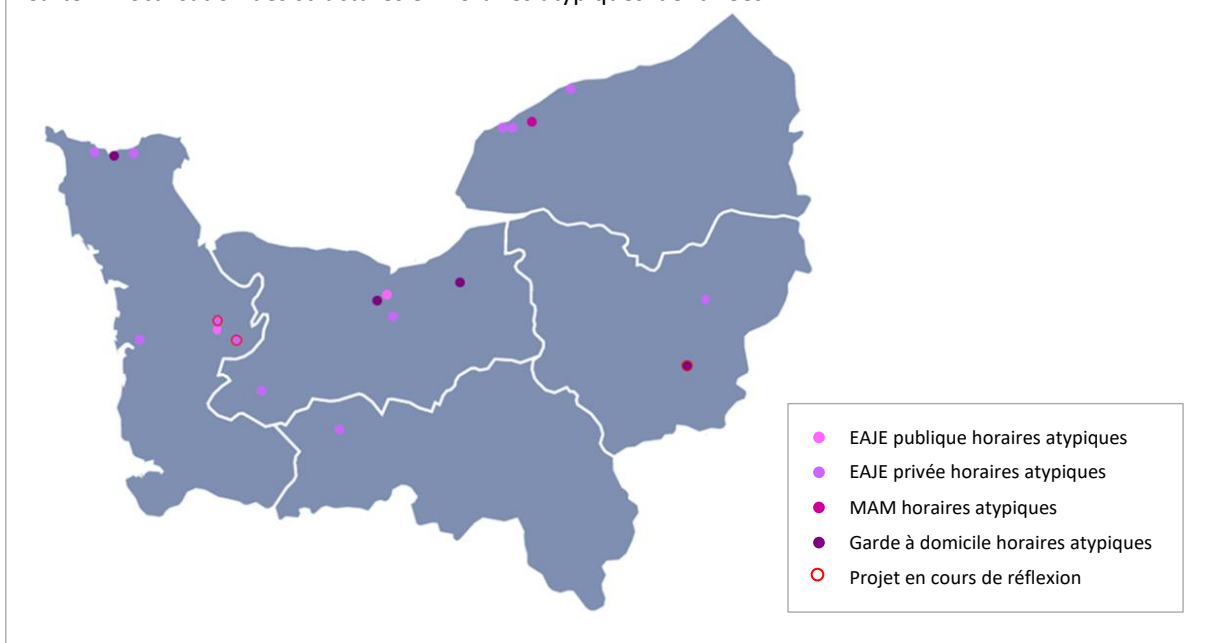 EAJE publique horaires atypiques
EAJE privée horaires atypiques
MAM horaires atypiques
Garde à domicile horaires atypiques
Projet en cours de réflexion